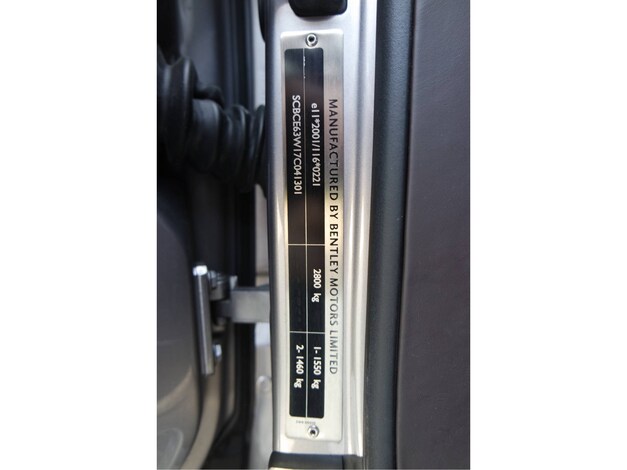 MANUFACTURED BY BENTLEY MOTORS LIMITED
e11*2001/116*0221 2800 kg 1- 1550 kg
SCBCE63W17C041301 2- 1460 kg